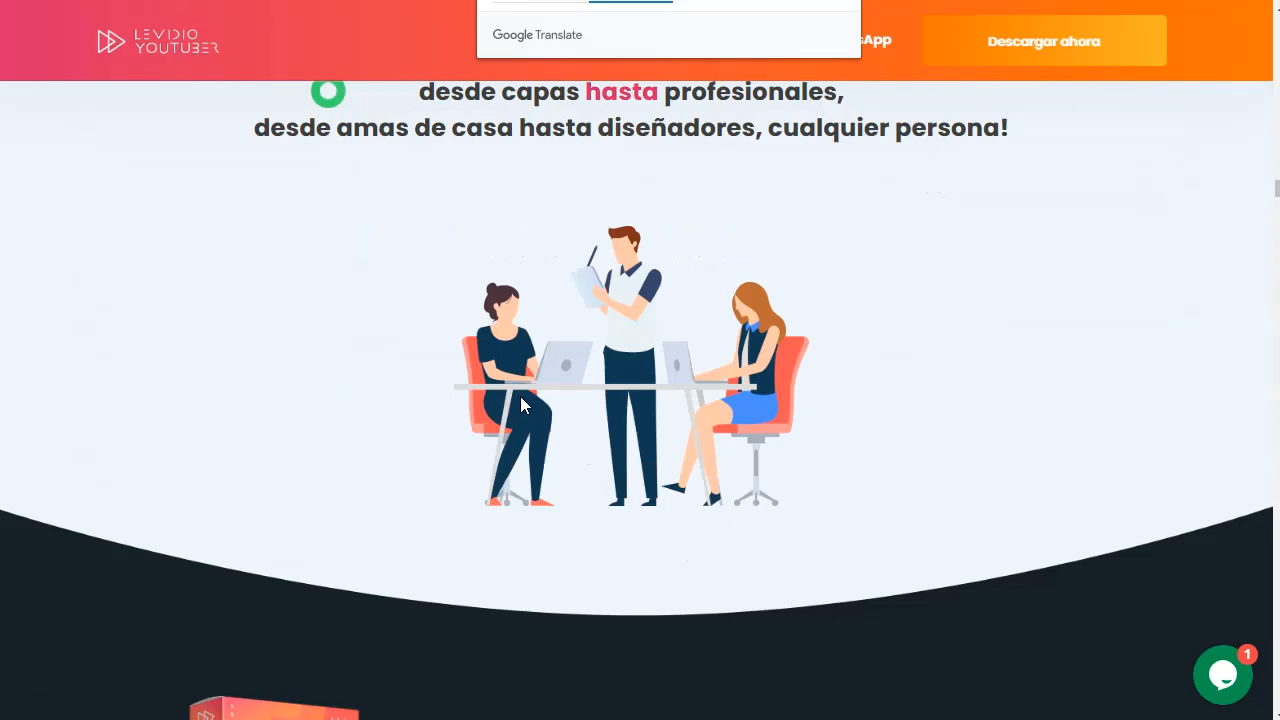 LEVIDIO
YOUTUBER
Google Translate
App
Descargar ahora
desde capas hasta profesionales,
desde amas de casa hasta diseñadores, cualquier persona!
1